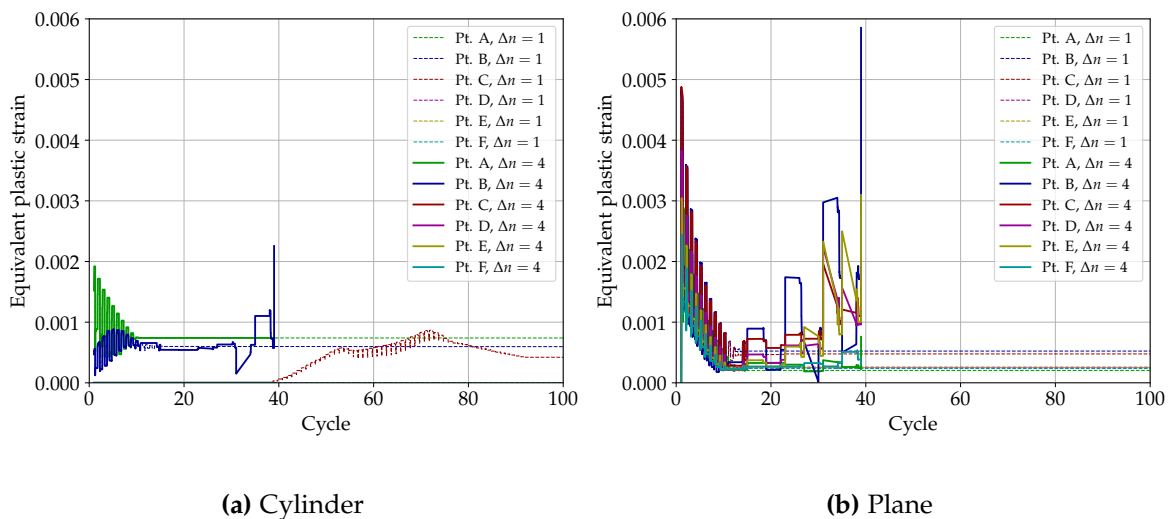 0.006
0.005
0.004
0.003
0.002
0.001
0.000
Equivalent plastic strain
0 20 40 60 80 100
Cycle
Pt. A, Δn = 1
Pt. B, Δn = 1
Pt. C, Δn = 1
Pt. D, Δn = 1
Pt. E, Δn = 1
Pt. F, Δn = 1
Pt. A, Δn = 4
Pt. B, Δn = 4
Pt. C, Δn = 4
Pt. D, Δn = 4
Pt. E, Δn = 4
Pt. F, Δn = 4
(a) Cylinder
0.006
0.005
0.004
0.003
0.002
0.001
0.000
Equivalent plastic strain
0 20 40 60 80 100
Cycle
Pt. A, Δn = 1
Pt. B, Δn = 1
Pt. C, Δn = 1
Pt. D, Δn = 1
Pt. E, Δn = 1
Pt. F, Δn = 1
Pt. A, Δn = 4
Pt. B, Δn = 4
Pt. C, Δn = 4
Pt. D, Δn = 4
Pt. E, Δn = 4
Pt. F, Δn = 4
(b) Plane